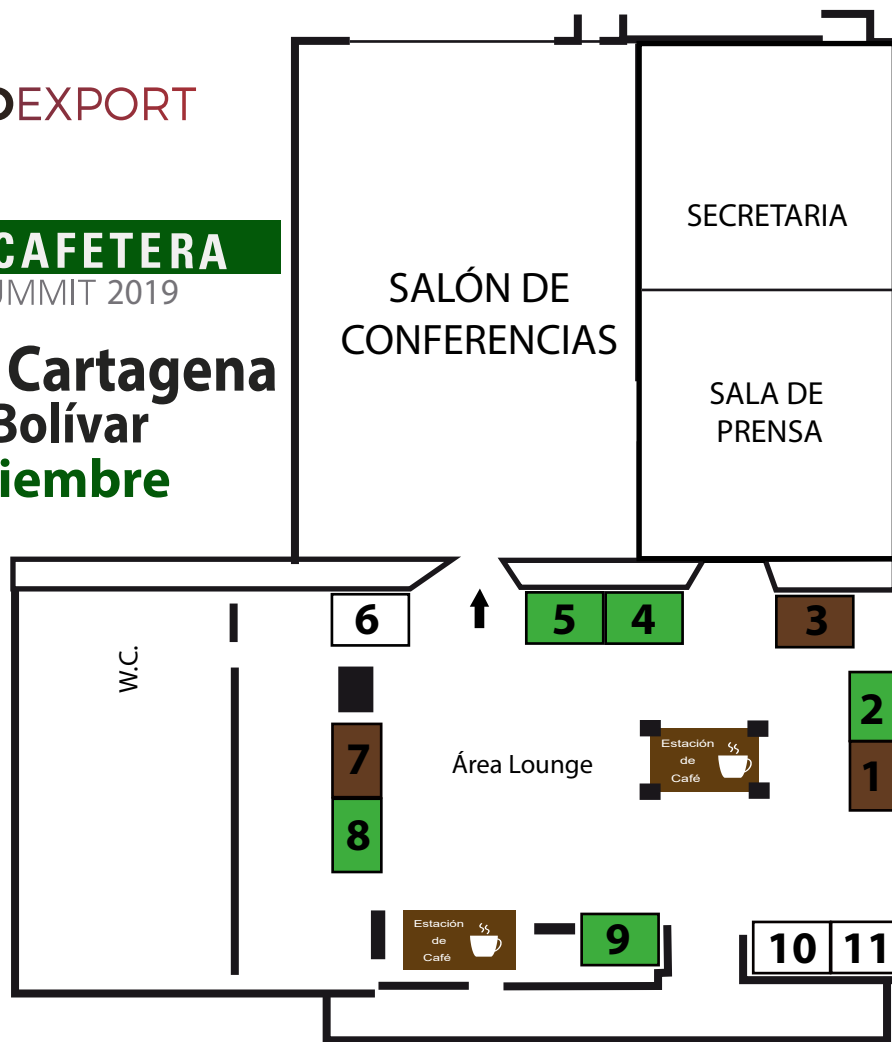 OEXPORT
CAFETERA
UMMIT 2019
Cartagena
Bolívar
iembre
SALÓN DE
CONFERENCIAS
SECRETARIA
SALA DE
PRENSA
W.C.
6
5
4
3
2
1
7
8
Área Lounge
Estación
de
Café
Estación
de
Café
9
10
11